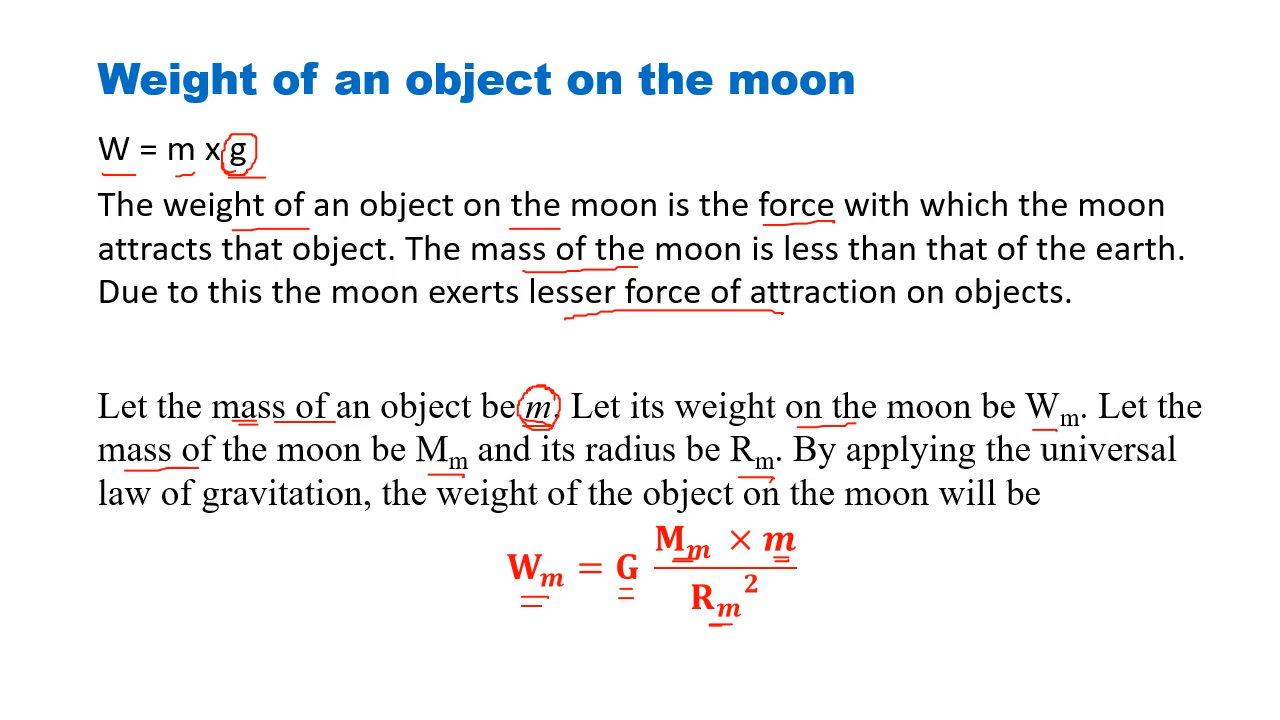 Weight of an object on the moon
W = m x g
The weight of an object on the moon is the force with which the moon
attracts that object. The mass of the moon is less than that of the earth.
Due to this the moon exerts lesser force of attraction on objects.
Let the mass of an object be m. Let its weight on the moon be Wₘ. Let the
mass of the moon be Mₘ and its radius be Rₘ. By applying the universal
law of gravitation, the weight of the object on the moon will be
Wₘ = G (Mₘ × m) / Rₘ²